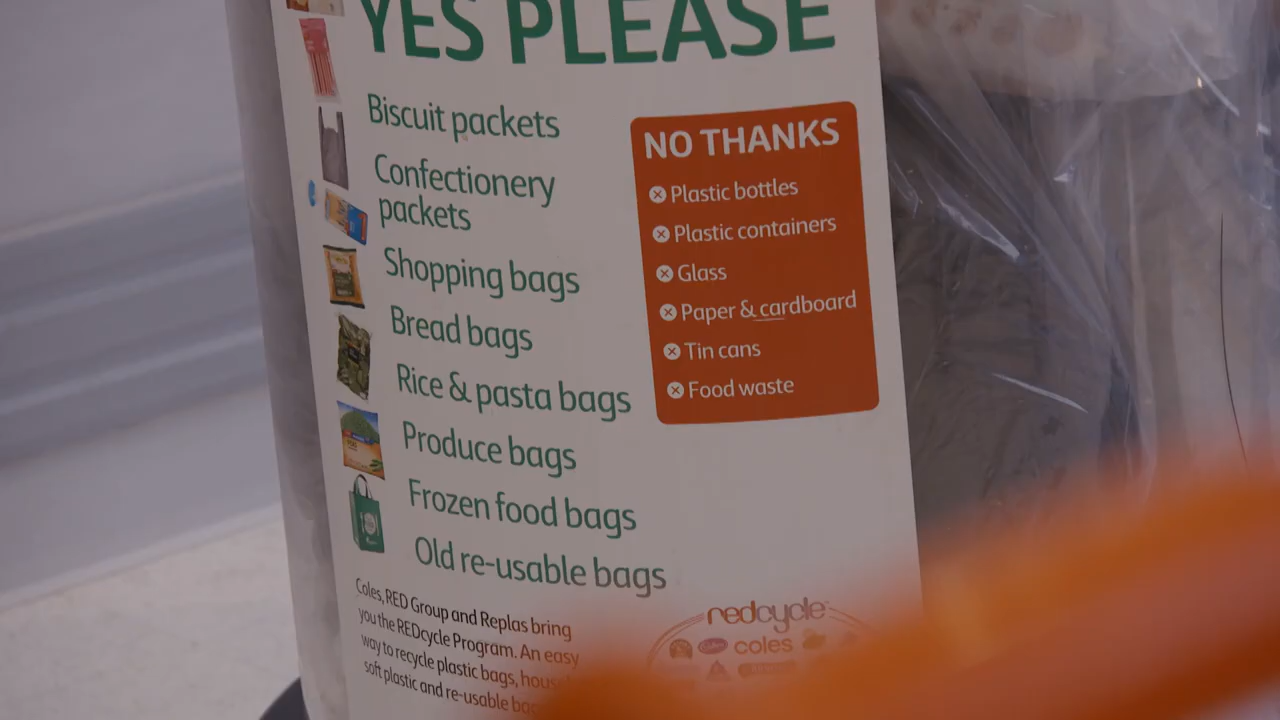 YES PLEASE
Biscuit packets
Confectionery
packets
Shopping bags
Bread bags
Rice & pasta bags
Produce bags
Frozen food bags
Old re-usable bags
NO THANKS
Plastic bottles
Plastic containers
Glass
Paper & cardboard
Tin cans
Food waste
Coles, RED Group and Replas bring
you the REDcycle Program. An easy
way to recycle plastic bags,
soft plastic and re-usable
redcycle
coles